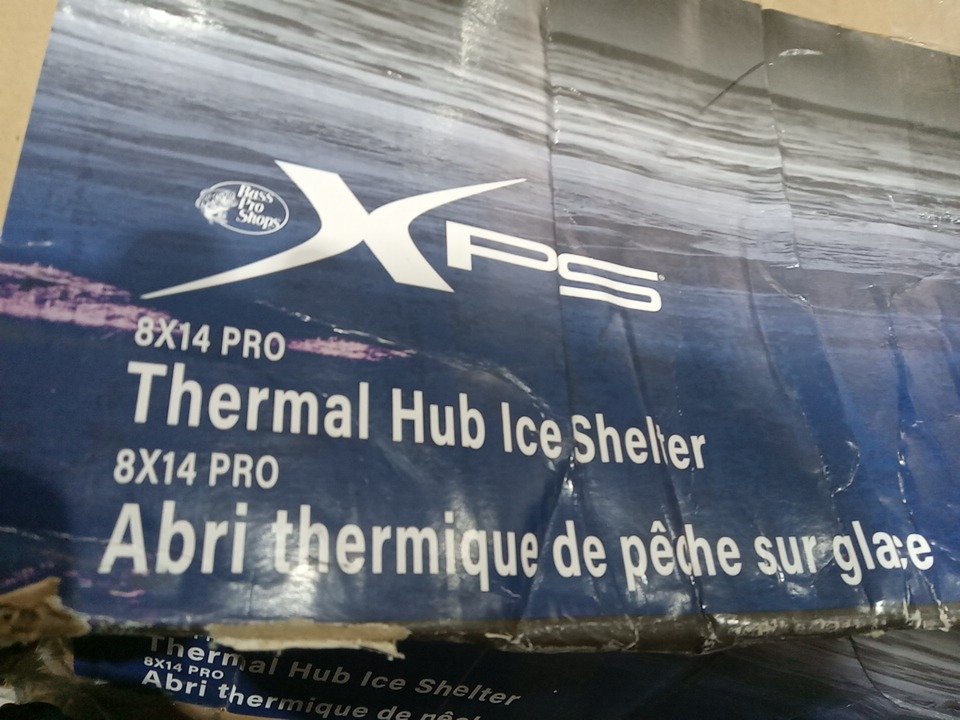 Bass
Pro
Shops
XPS
8X14 PRO
Thermal Hub Ice Shelter
8X14 PRO
Abri thermique de pêche sur glace
Thermal Hub Ice Shelter
8X14 PRO
Abri thermique de